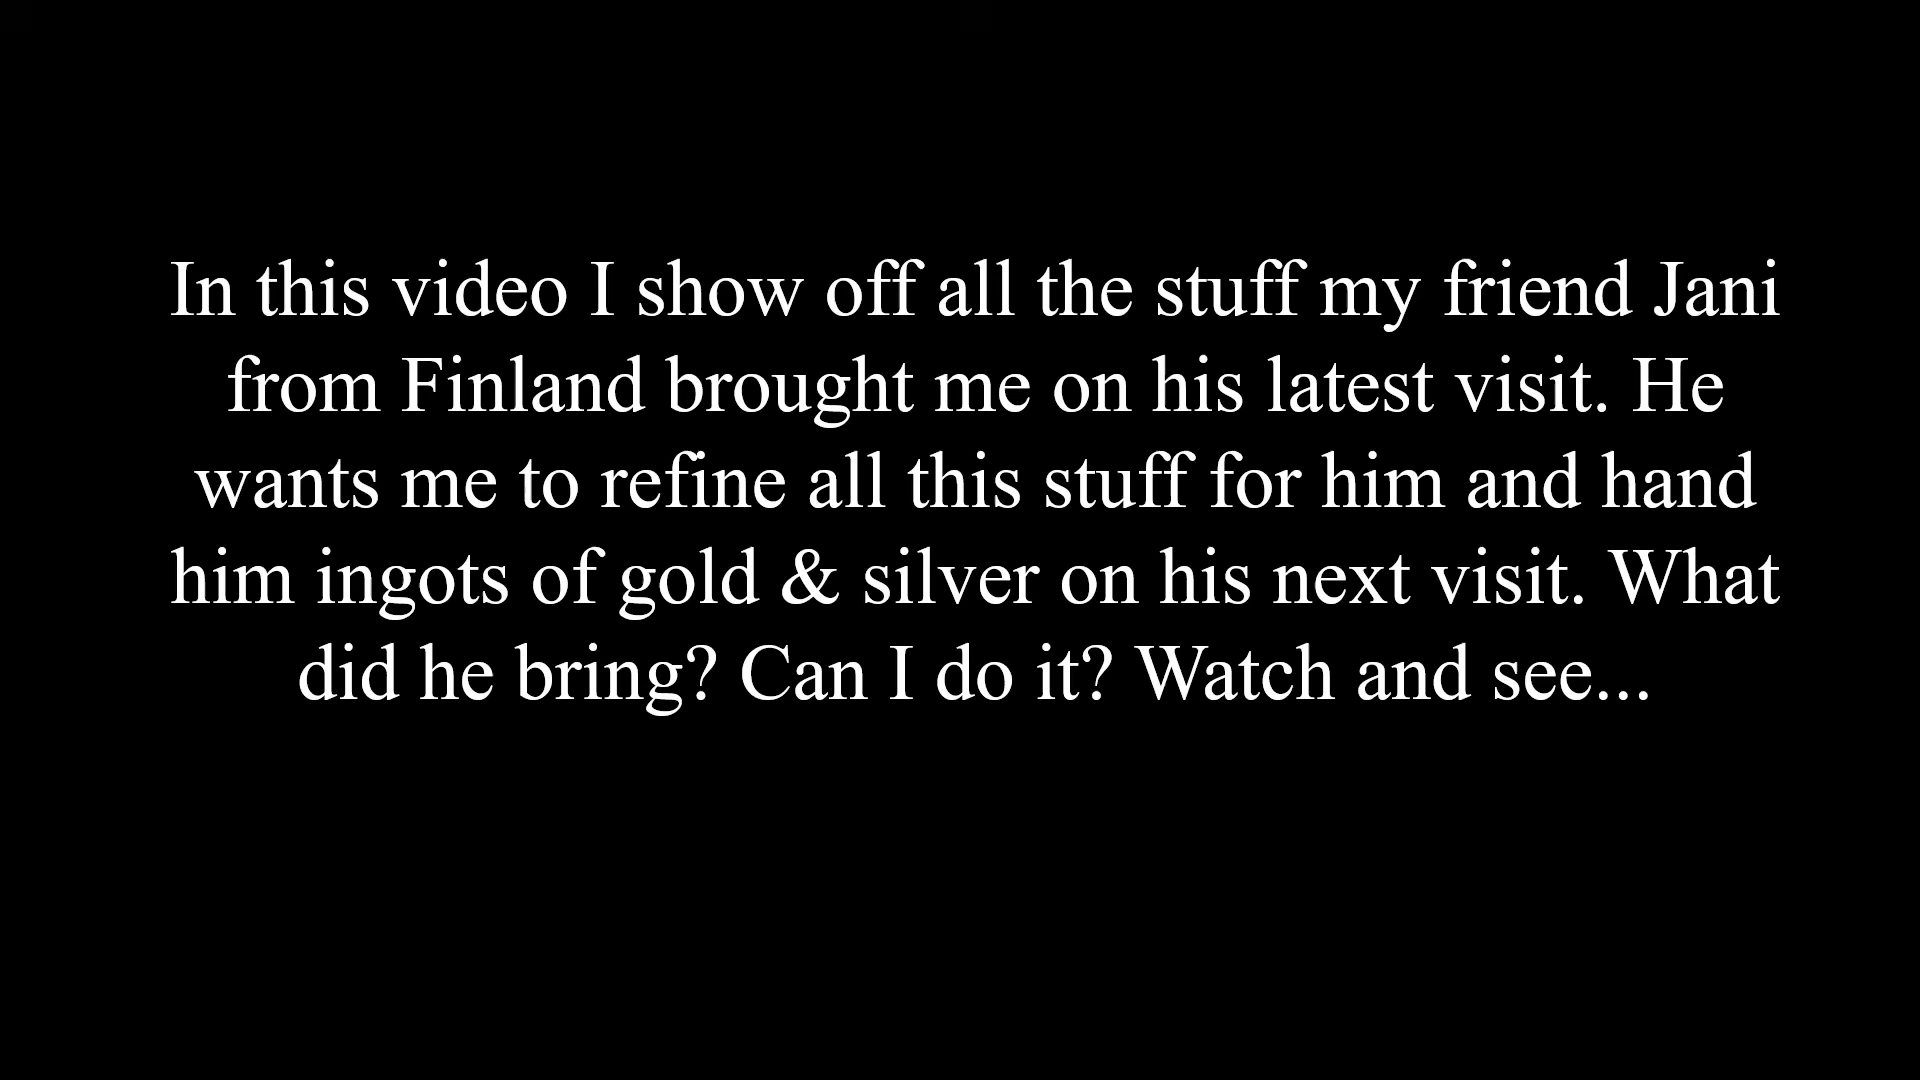 In this video I show off all the stuff my friend Jani
from Finland brought me on his latest visit. He
wants me to refine all this stuff for him and hand
him ingots of gold & silver on his next visit. What
did he bring? Can I do it? Watch and see...